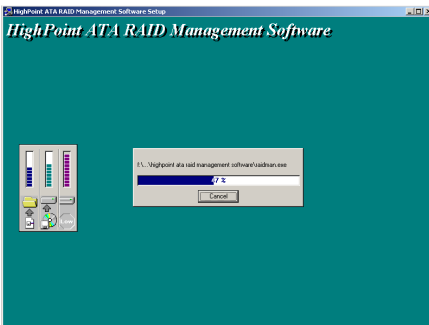 HighPoint ATA RAID Management Software Setup
HighPoint ATA RAID Management Software
f:\...\highpoint ata raid management software\raidman.exe
47 %
Cancel